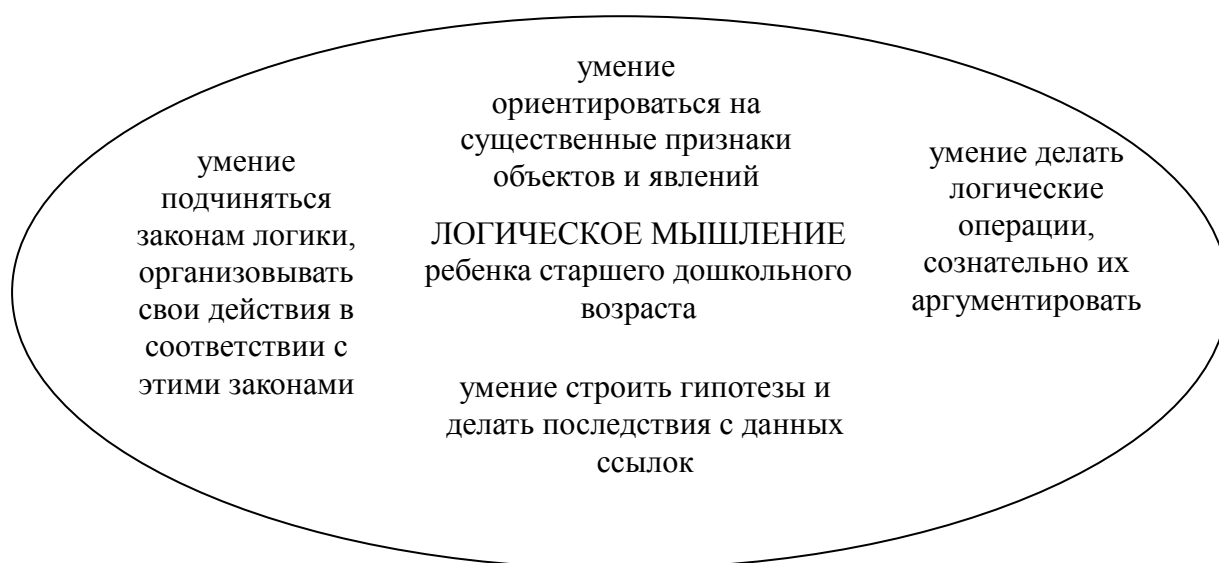 умение
ориентироваться на
существенные признаки
объектов и явлений
умение
подчиняться
законам логики,
организовывать
свои действия в
соответствии с
этими законами
ЛОГИЧЕСКОЕ МЫШЛЕНИЕ
ребенка старшего дошкольного
возраста
умение делать
логические
операции,
сознательно их
аргументировать
умение строить гипотезы и
делать последствия с данных
ссылок